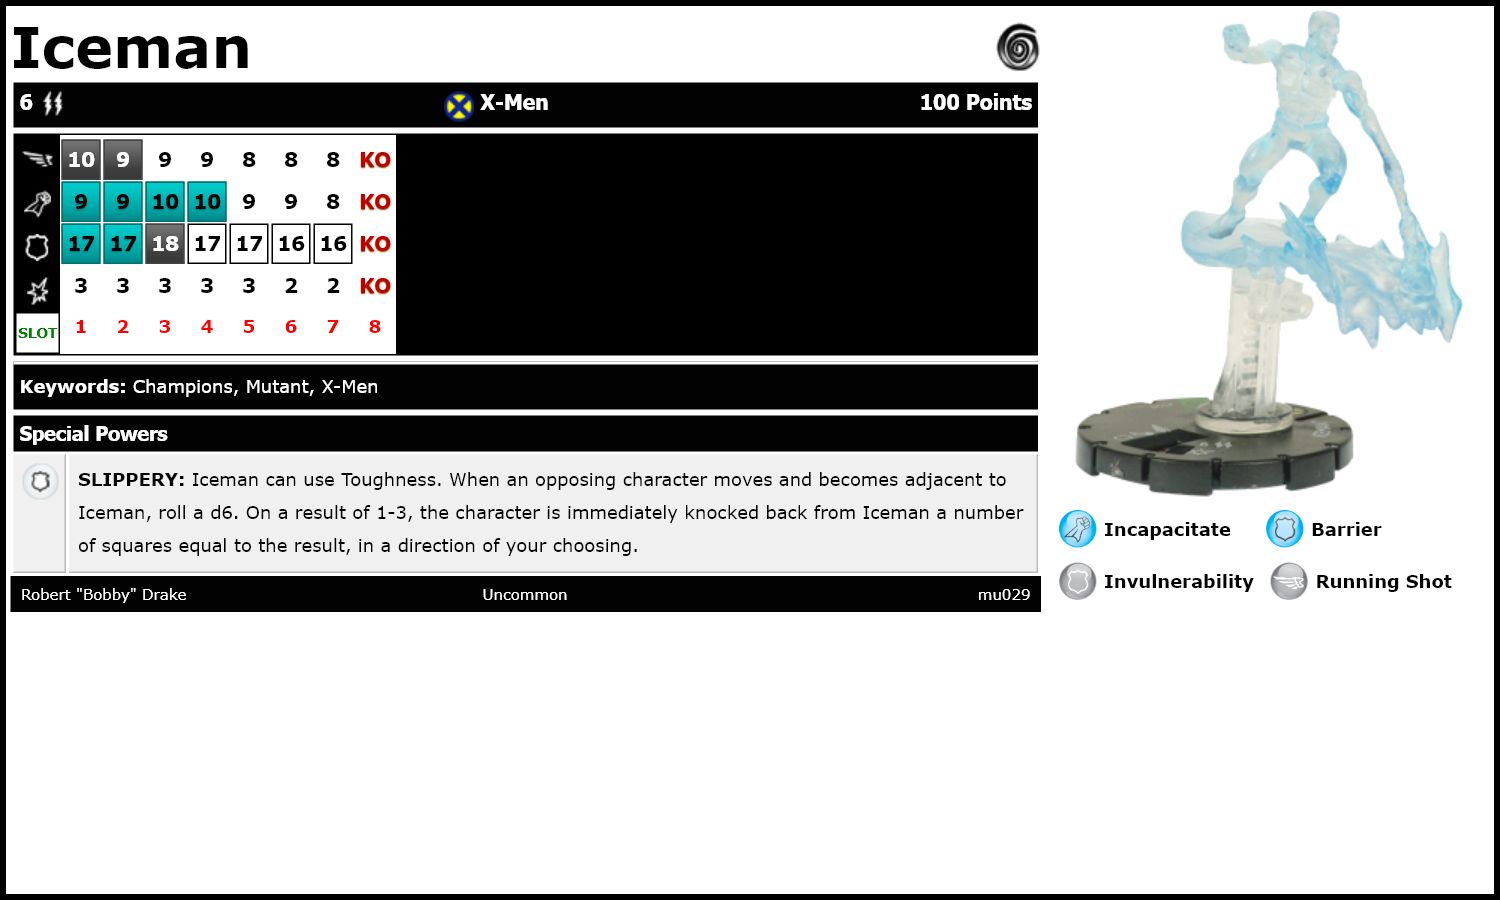 Iceman
6 X-Men 100 Points
10 9 9 9 8 8 8 KO
9 9 10 10 9 9 8 KO
17 17 18 17 17 16 16 KO
3 3 3 3 3 2 2 KO
SLOT 1 2 3 4 5 6 7 8
Keywords: Champions, Mutant, X-Men
Special Powers
SLIPPERY: Iceman can use Toughness. When an opposing character moves and becomes adjacent to
Iceman, roll a d6. On a result of 1-3, the character is immediately knocked back from Iceman a number
of squares equal to the result, in a direction of your choosing.
Robert "Bobby" Drake Uncommon mu029
Incapacitate Barrier
Invulnerability Running Shot